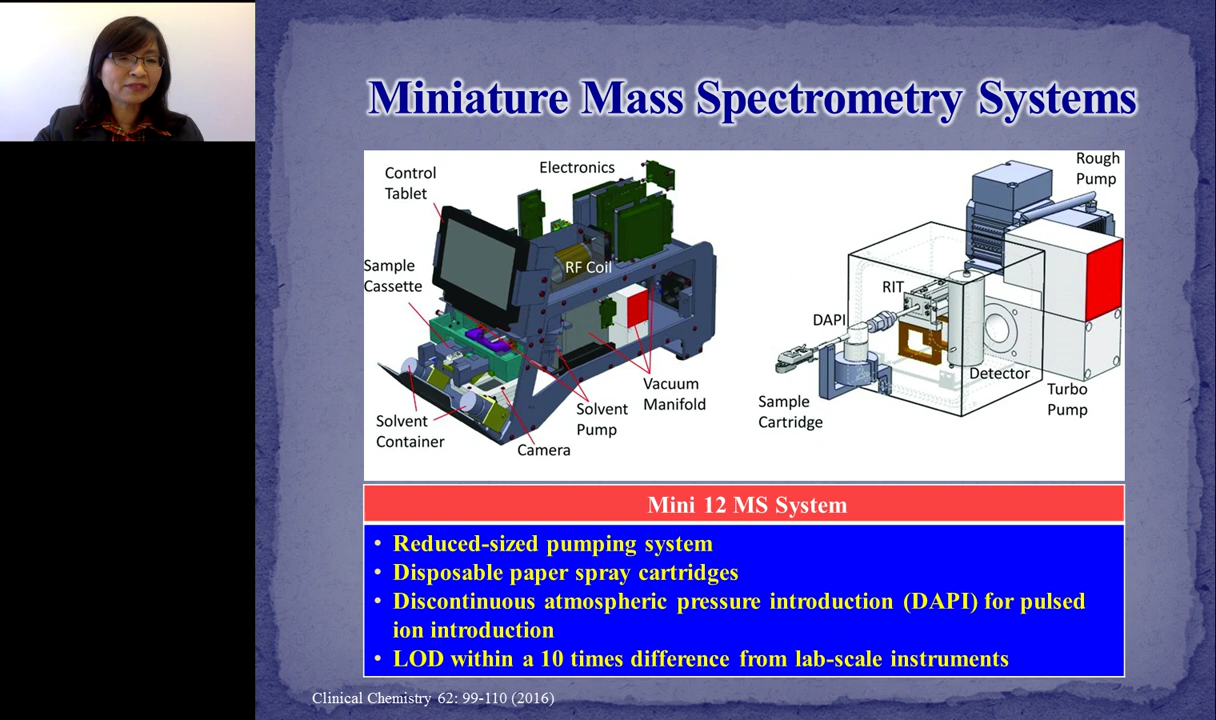 Miniature Mass Spectrometry Systems
Control
Tablet
Electronics
Sample
Cassette
RF Coil
Solvent
Container
Camera
Solvent
Pump
Vacuum
Manifold
Rough
Pump
RIT
DAPI
Detector
Sample
Cartridge
Turbo
Pump
Mini 12 MS System
• Reduced-sized pumping system
• Disposable paper spray cartridges
• Discontinuous atmospheric pressure introduction (DAPI) for pulsed
ion introduction
• LOD within a 10 times difference from lab-scale instruments
Clinical Chemistry 62: 99-110 (2016)